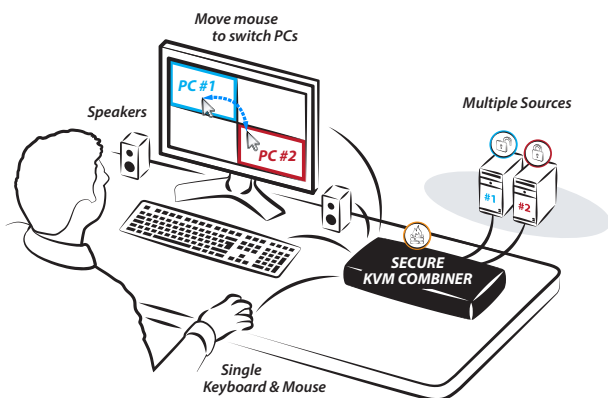 Move mouse
to switch PCs
PC #1
PC #2
Speakers
Multiple Sources
#1
#2
SECURE
KVM COMBINER
Single
Keyboard & Mouse